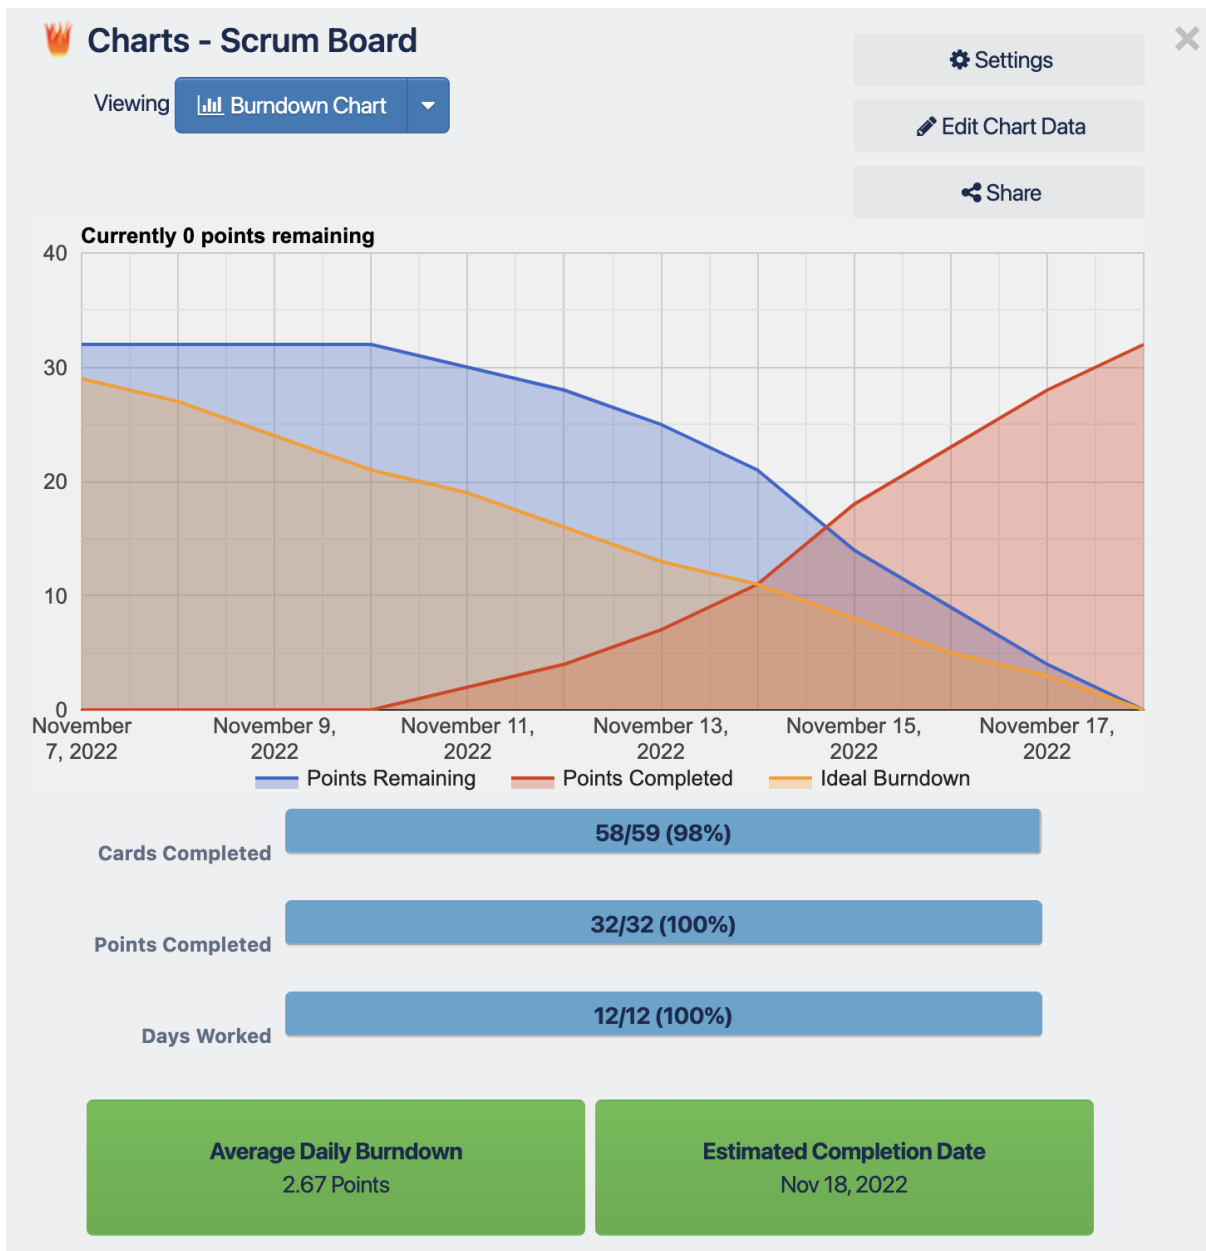 Charts - Scrum Board
Viewing
Burndown Chart
Settings
Edit Chart Data
Share
Currently 0 points remaining
40
30
20
10
0
November
7, 2022
November 9,
2022
November 11,
2022
November 13,
2022
November 15,
2022
November 17,
2022
Points Remaining
Points Completed
Ideal Burndown
Cards Completed
58/59 (98%)
Points Completed
32/32 (100%)
Days Worked
12/12 (100%)
Average Daily Burndown
2.67 Points
Estimated Completion Date
Nov 18, 2022